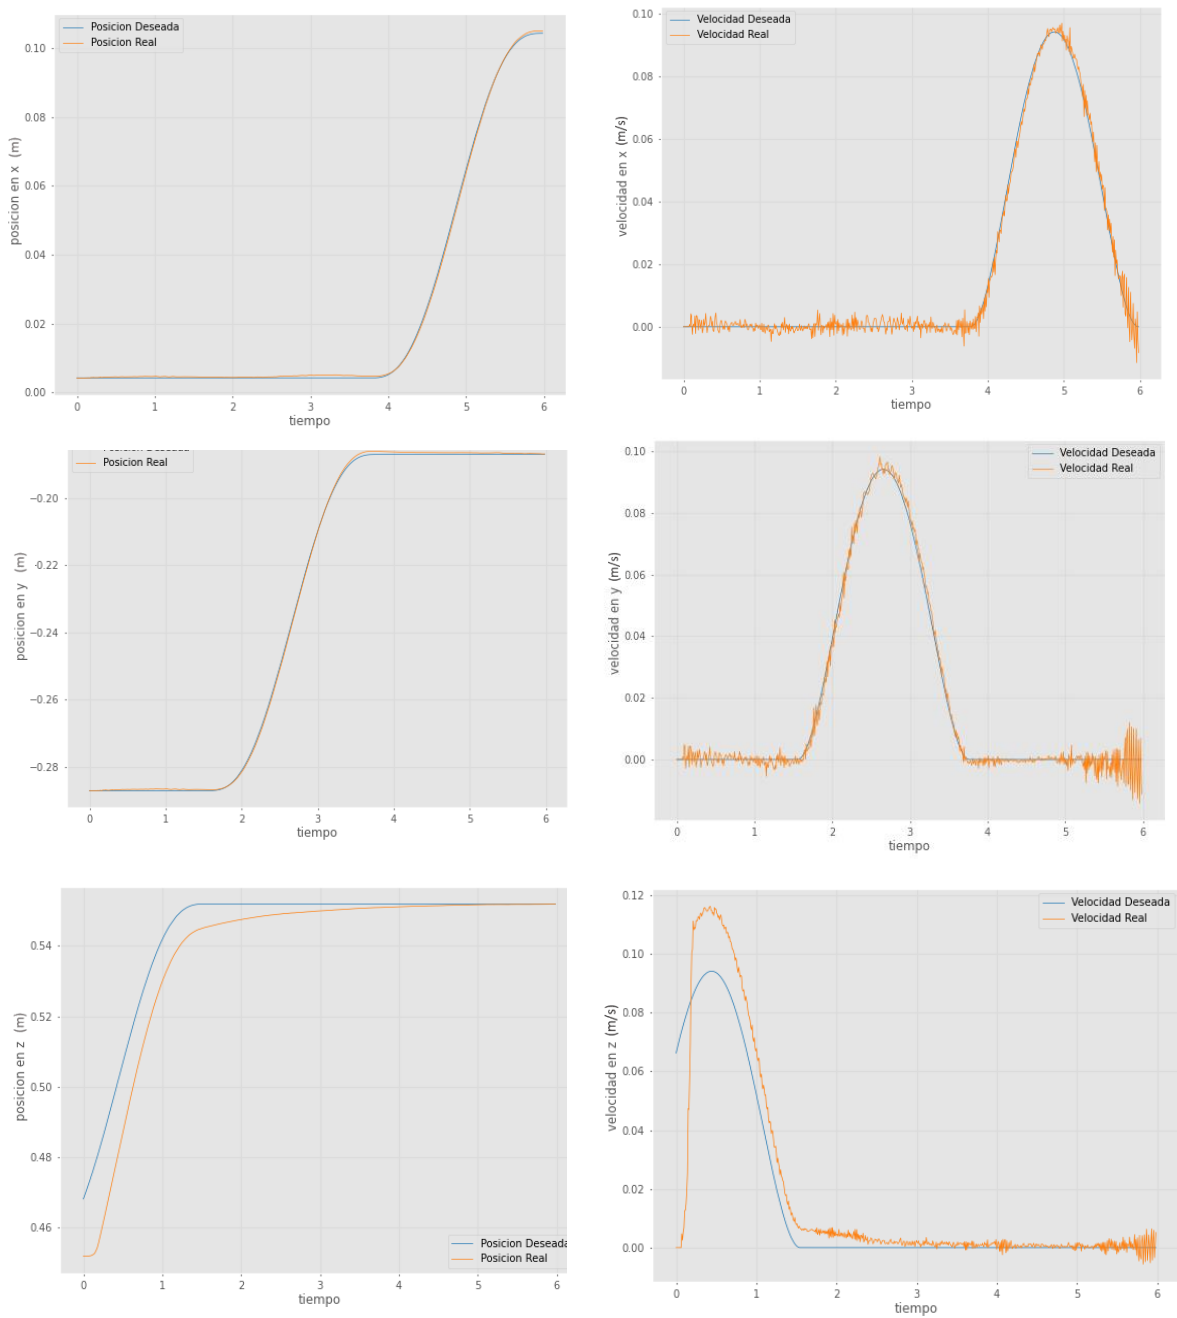 Posicion Deseada
Posicion Real
0.10
0.08
0.06
0.04
0.02
0.00
posicion en x (m)
0 1 2 3 4 5 6
tiempo
Velocidad Deseada
Velocidad Real
0.10
0.08
0.06
0.04
0.02
0.00
velocidad en x (m/s)
0 1 2 3 4 5 6
tiempo
Posicion Deseada
Posicion Real
−0.20
−0.22
−0.24
−0.26
−0.28
posicion en y (m)
0 1 2 3 4 5 6
tiempo
Velocidad Deseada
Velocidad Real
0.10
0.08
0.06
0.04
0.02
0.00
velocidad en y (m/s)
0 1 2 3 4 5 6
tiempo
0.54
0.52
0.50
0.48
0.46
posicion en z (m)
Posicion Deseada
Posicion Real
0 1 2 3 4 5 6
tiempo
Velocidad Deseada
Velocidad Real
0.12
0.10
0.08
0.06
0.04
0.02
0.00
velocidad en z (m/s)
0 1 2 3 4 5 6
tiempo